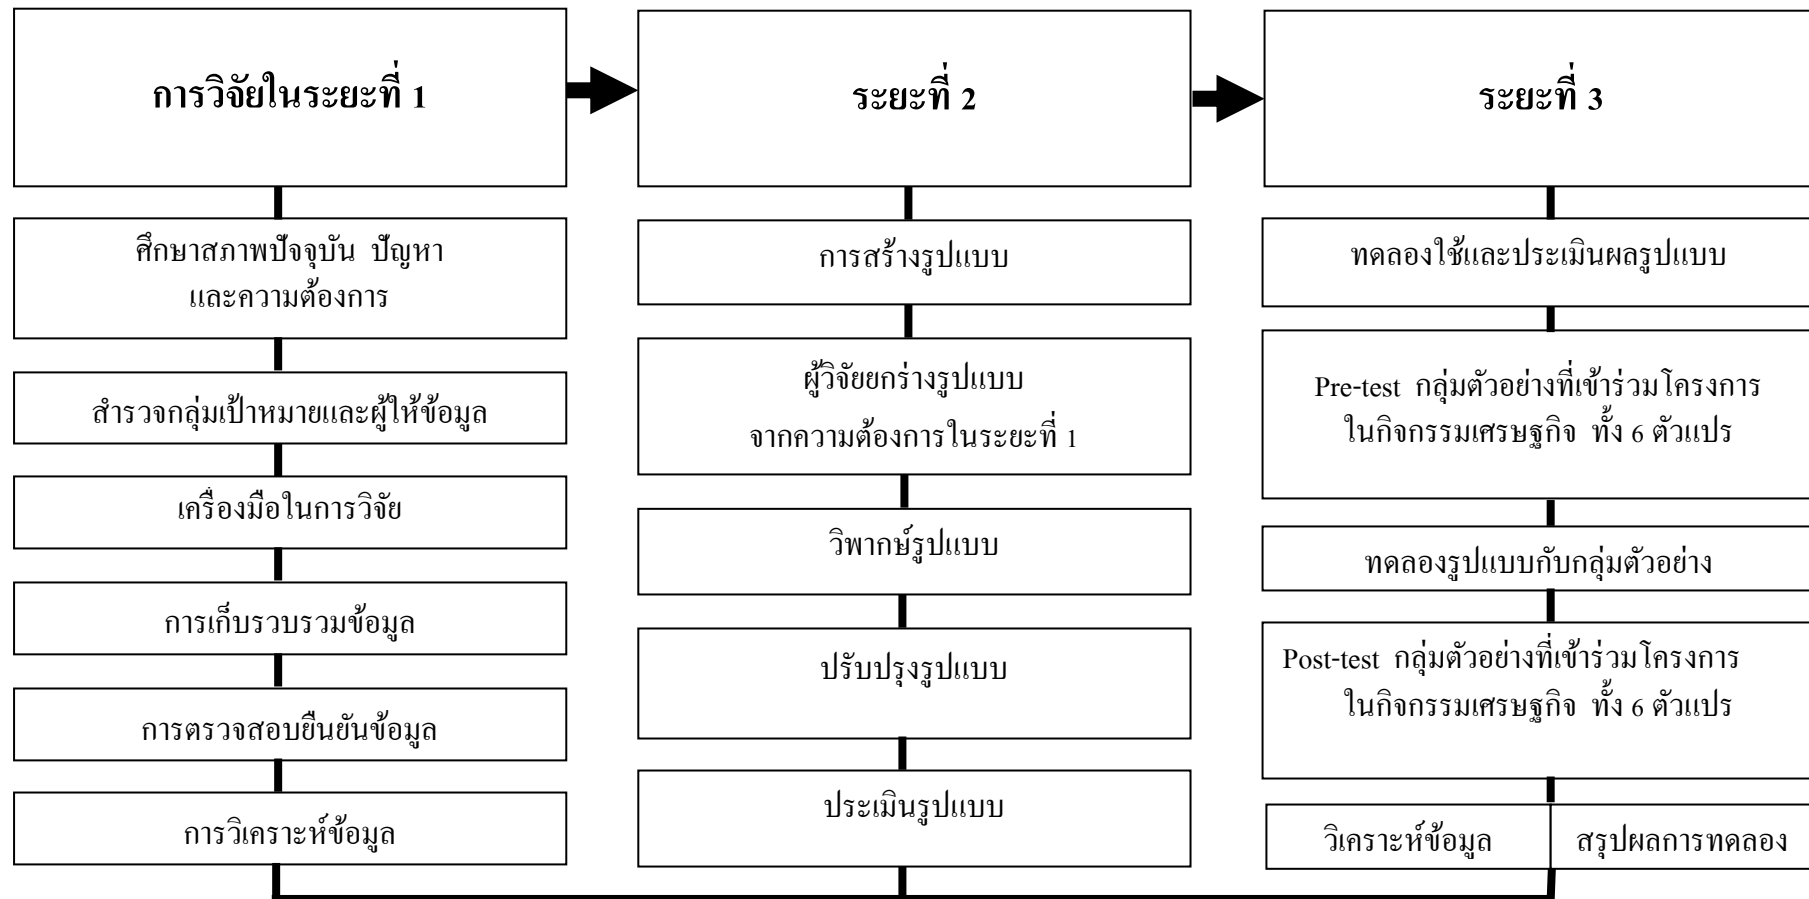 การวิจัยในระยะที่ 1
ศึกษาสภาพปัจจุบัน ปัญหา
และความต้องการ
สำรวจกลุ่มเป้าหมายและผู้ให้ข้อมูล
เครื่องมือในการวิจัย
การเก็บรวบรวมข้อมูล
การตรวจสอบยืนยันข้อมูล
การวิเคราะห์ข้อมูล
ระยะที่ 2
การสร้างรูปแบบ
ผู้วิจัยยกร่างรูปแบบ
จากความต้องการในระยะที่ 1
วิพากษ์รูปแบบ
ปรับปรุงรูปแบบ
ประเมินรูปแบบ
ระยะที่ 3
ทดลองใช้และประเมินผลรูปแบบ
Pre-test กลุ่มตัวอย่างที่เข้าร่วมโครงการ
ในกิจกรรมเศรษฐกิจ ทั้ง 6 ตัวแปร
ทดลองรูปแบบกับกลุ่มตัวอย่าง
Post-test กลุ่มตัวอย่างที่เข้าร่วมโครงการ
ในกิจกรรมเศรษฐกิจ ทั้ง 6 ตัวแปร
วิเคราะห์ข้อมูล
สรุปผลการทดลอง